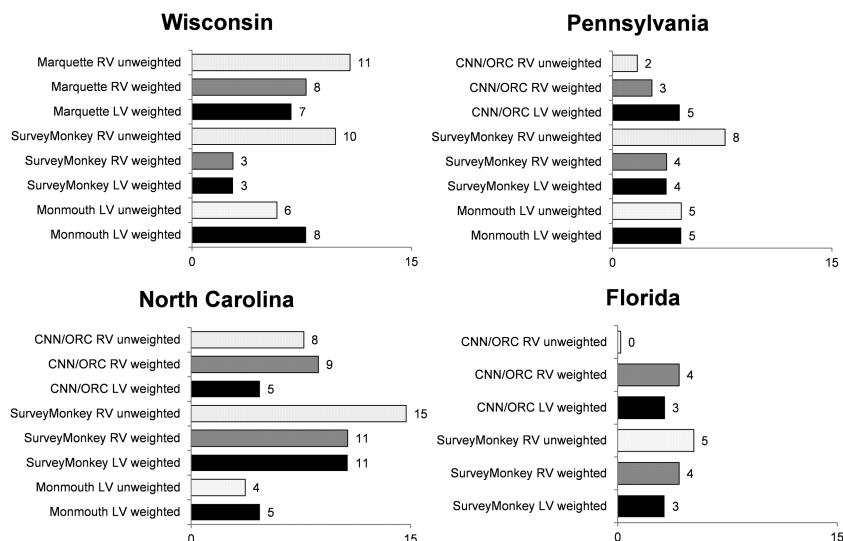 Wisconsin
Marquette RV unweighted 11
Marquette RV weighted 8
Marquette LV weighted 7
SurveyMonkey RV unweighted 10
SurveyMonkey RV weighted 3
SurveyMonkey LV weighted 3
Monmouth LV unweighted 6
Monmouth LV weighted 8
0 15
Pennsylvania
CNN/ORC RV unweighted 2
CNN/ORC RV weighted 3
CNN/ORC LV weighted 5
SurveyMonkey RV unweighted 8
SurveyMonkey RV weighted 4
SurveyMonkey LV weighted 4
Monmouth LV unweighted 5
Monmouth LV weighted 5
0 15
North Carolina
CNN/ORC RV unweighted 8
CNN/ORC RV weighted 9
CNN/ORC LV weighted 5
SurveyMonkey RV unweighted 15
SurveyMonkey RV weighted 11
SurveyMonkey LV weighted 11
Monmouth LV unweighted 4
Monmouth LV weighted 5
0 15
Florida
CNN/ORC RV unweighted 0
CNN/ORC RV weighted 4
CNN/ORC LV weighted 3
SurveyMonkey RV unweighted 5
SurveyMonkey RV weighted 4
SurveyMonkey LV weighted 3
0 15